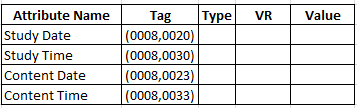 Attribute Name Tag Type VR Value
Study Date (0008,0020)
Study Time (0008,0030)
Content Date (0008,0023)
Content Time (0008,0033)